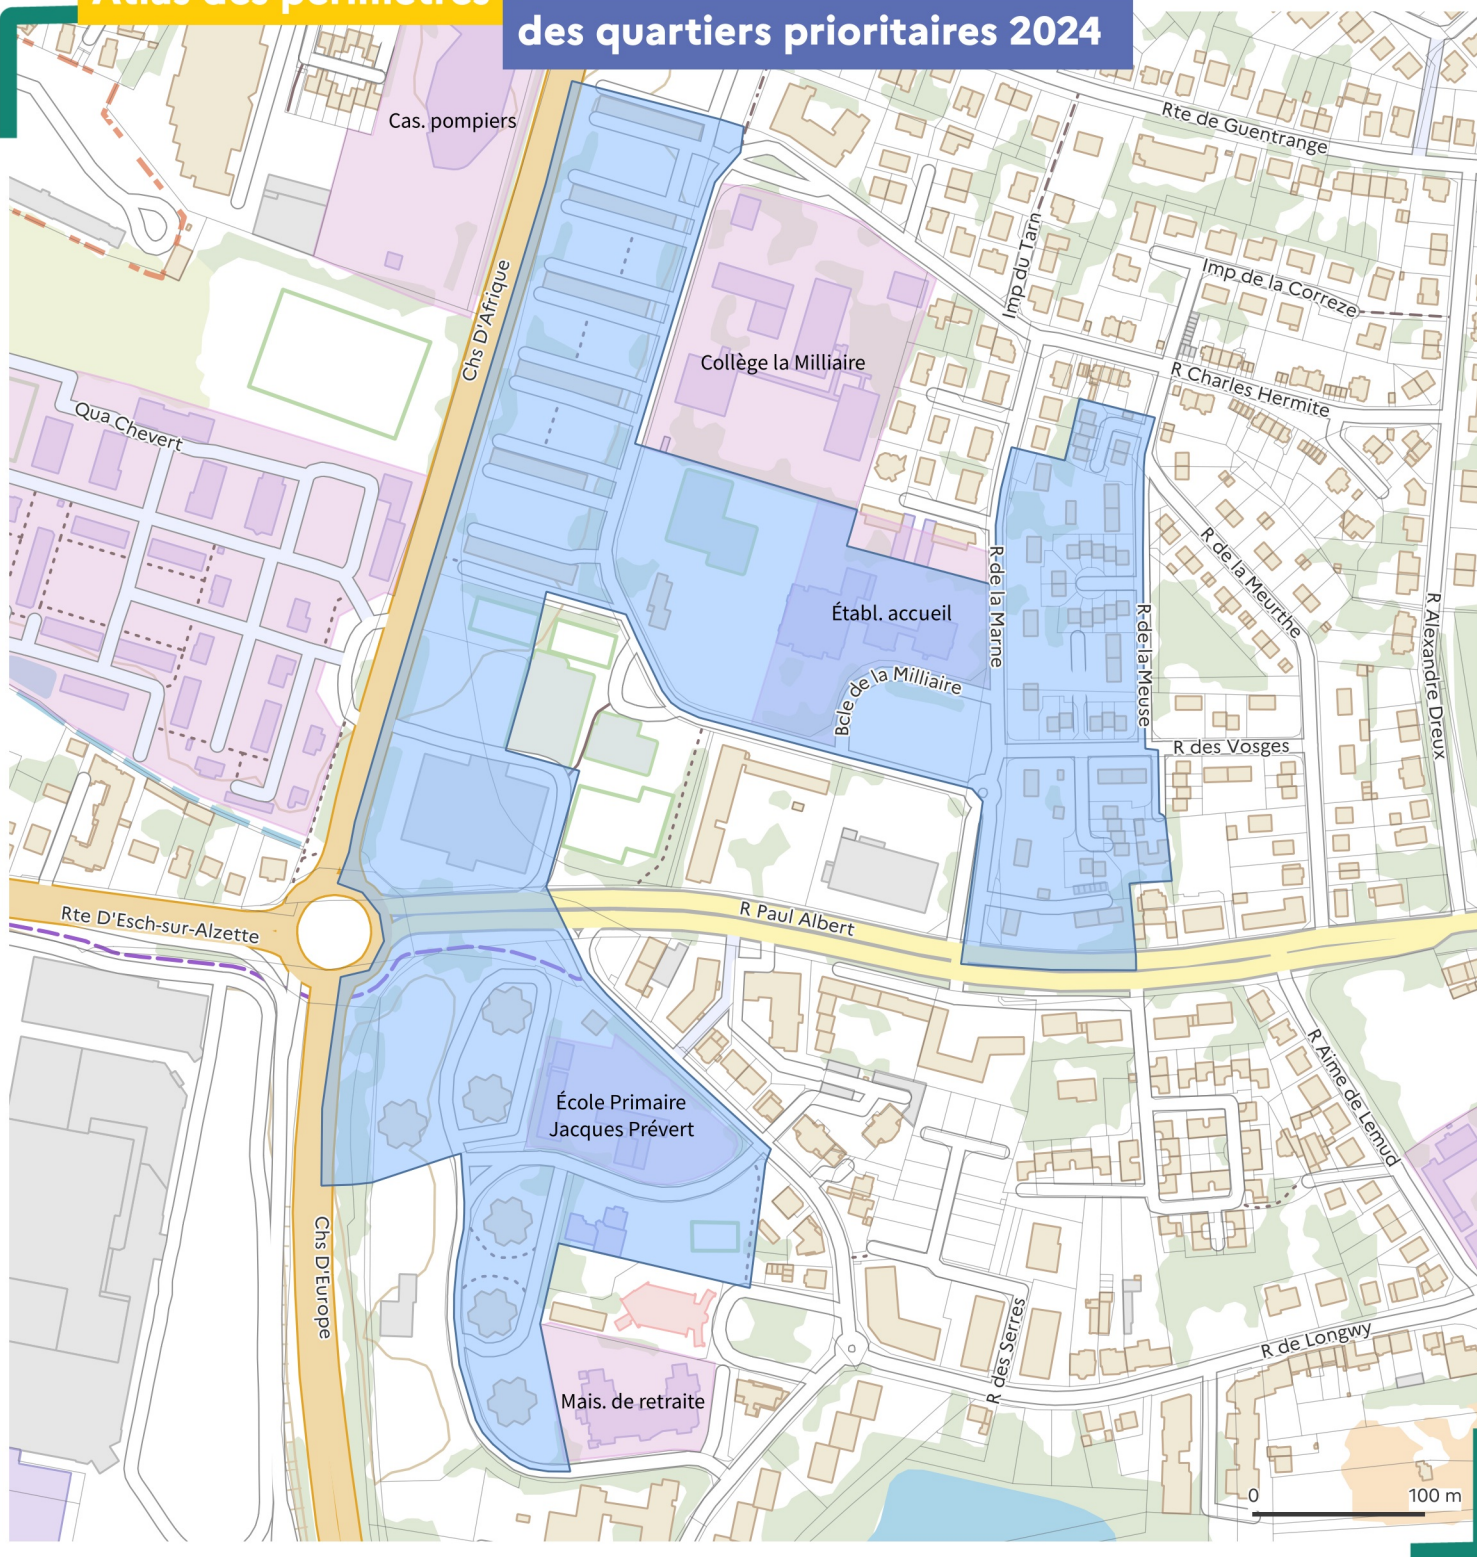 Atlas des périmètres
des quartiers prioritaires 2024
Cas. pompiers
Rte de Guentrange
Chs D'Afrique
Imp du Tarn
Imp de la Correze
Collège la Milliaire
R Charles Hermite
Qua Chevert
R de la Meurthe
R de la Marne
Établ. accueil
R de la Meuse
R Alexandre Dreux
Bcle de la Milliaire
R des Vosges
Rte D'Esch-sur-Alzette
R Paul Albert
École Primaire
Jacques Prévert
R Aime de Lemud
Chs D'Europe
R des Serres
R de Longwy
Mais. de retraite
0 100 m